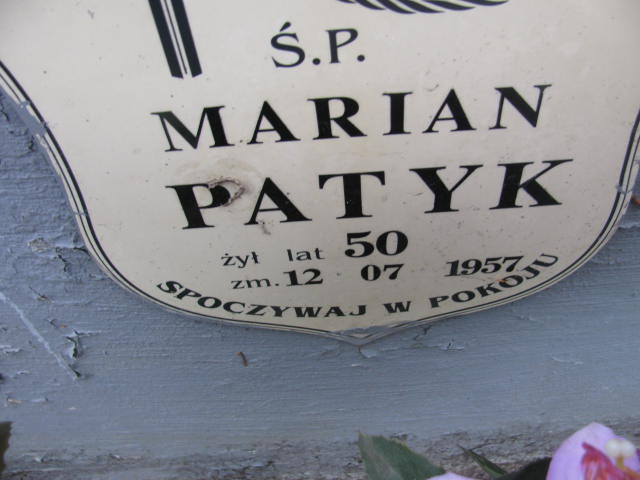 Ś.P.
MARIAN
PATYK
żył lat 50
zm. 12 07 1957
SPOCZYWAJ W POKOJU